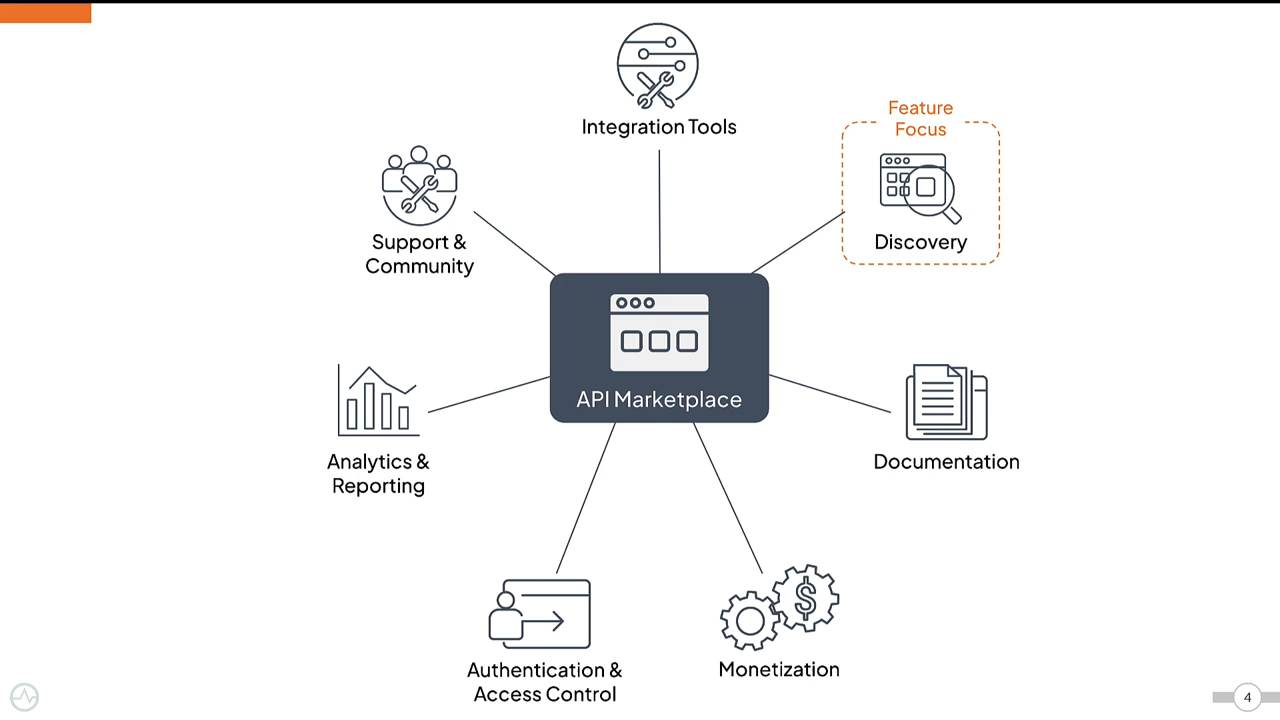 Integration Tools
Feature
Focus
Discovery
Support &
Community
API Marketplace
Analytics &
Reporting
Documentation
$
Authentication &
Access Control
Monetization
4